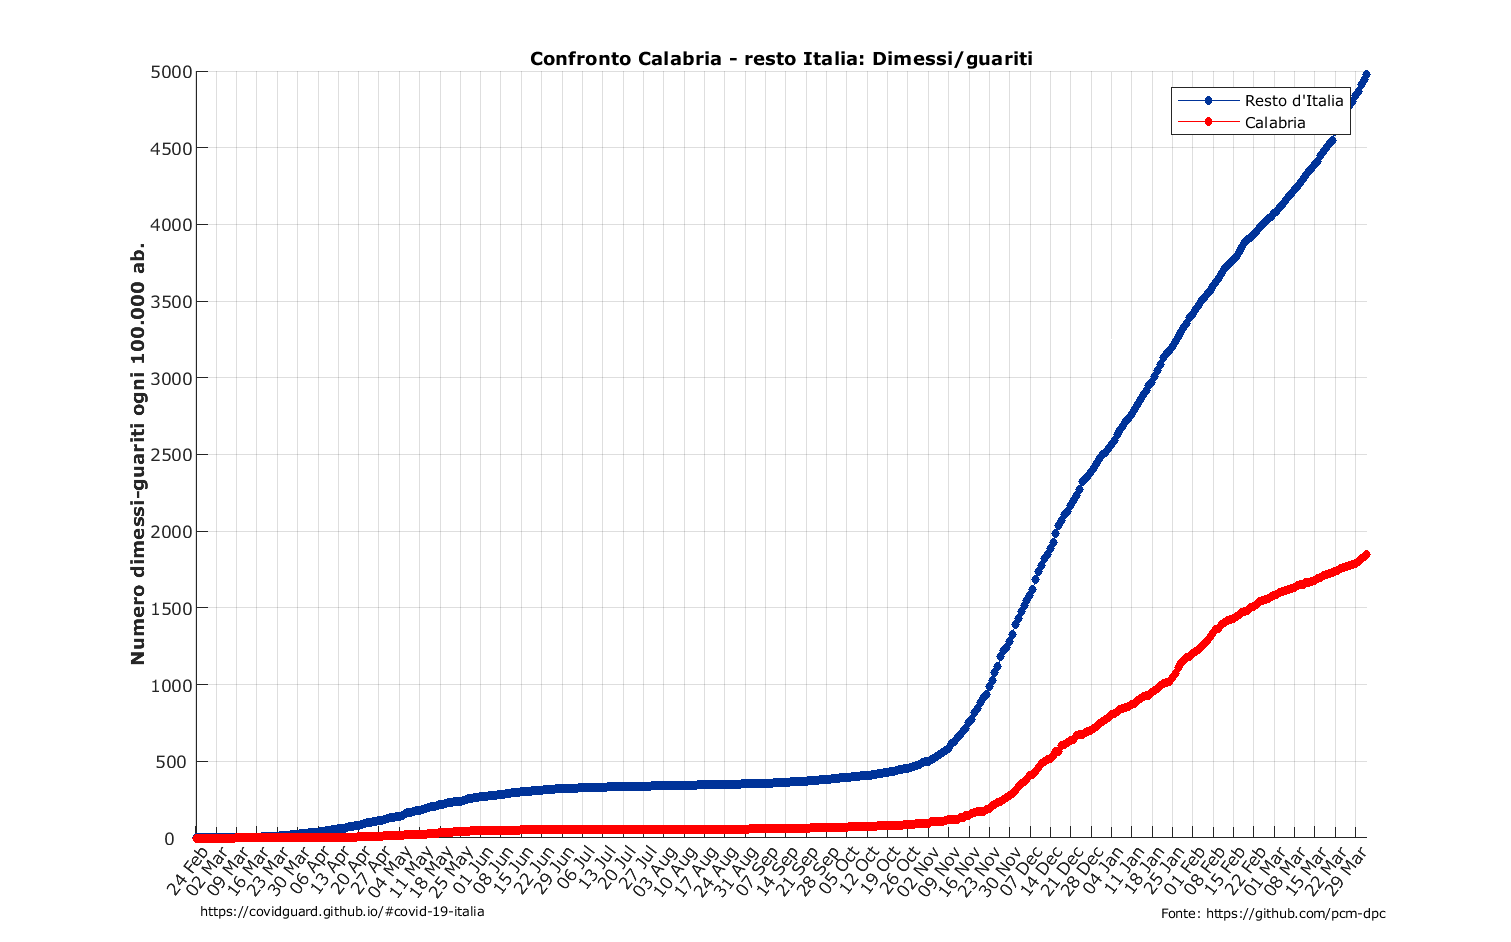 Confronto Calabria - resto Italia: Dimessi/guariti
Resto d'Italia
Calabria
Numero dimessi-guariti ogni 100.000 ab.
5000
4500
4000
3500
3000
2500
2000
1500
1000
500
0
24 Feb
02 Mar
09 Mar
16 Mar
23 Mar
30 Mar
06 Apr
13 Apr
20 Apr
27 Apr
04 May
11 May
18 May
25 May
01 Jun
08 Jun
15 Jun
22 Jun
29 Jun
06 Jul
13 Jul
20 Jul
27 Jul
03 Aug
10 Aug
17 Aug
24 Aug
31 Aug
07 Sep
14 Sep
21 Sep
28 Sep
05 Oct
12 Oct
19 Oct
26 Oct
02 Nov
09 Nov
16 Nov
23 Nov
30 Nov
07 Dec
14 Dec
21 Dec
28 Dec
04 Jan
11 Jan
18 Jan
25 Jan
01 Feb
08 Feb
15 Feb
22 Feb
01 Mar
08 Mar
15 Mar
22 Mar
29 Mar
https://covidguard.github.io/#covid-19-italia
Fonte: https://github.com/pcm-dpc